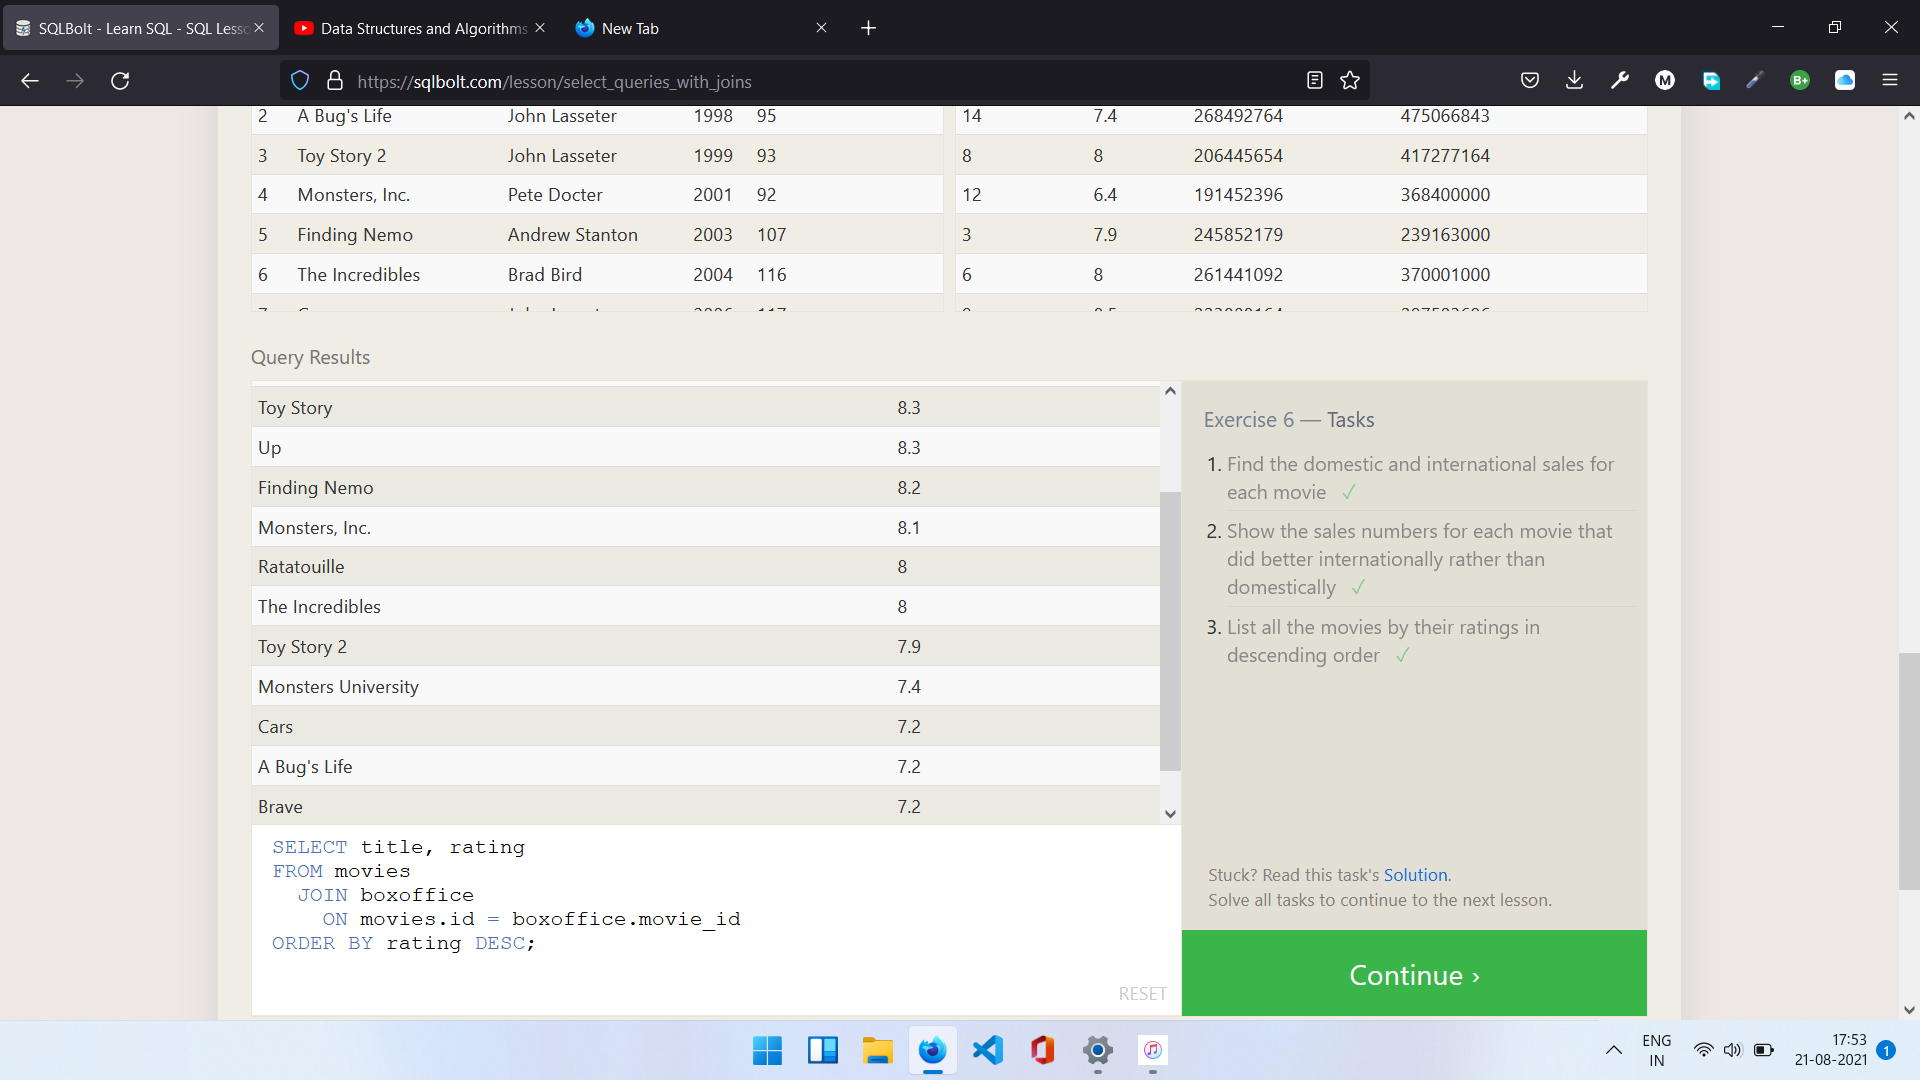 SQLBolt - Learn SQL - SQL Lesso
Data Structures and Algorithms
New Tab
https://sqlbolt.com/lesson/select_queries_with_joins
M
B+
2 A Bug's Life John Lasseter 1998 95 14 7.4 268492764 475066843
3 Toy Story 2 John Lasseter 1999 93 8 8 206445654 417277164
4 Monsters, Inc. Pete Docter 2001 92 12 6.4 191452396 368400000
5 Finding Nemo Andrew Stanton 2003 107 3 7.9 245852179 239163000
6 The Incredibles Brad Bird 2004 116 6 8 261441092 370001000
Query Results
Toy Story 8.3
Up 8.3
Finding Nemo 8.2
Monsters, Inc. 8.1
Ratatouille 8
The Incredibles 8
Toy Story 2 7.9
Monsters University 7.4
Cars 7.2
A Bug's Life 7.2
Brave 7.2
SELECT title, rating
FROM movies
JOIN boxoffice
ON movies.id = boxoffice.movie_id
ORDER BY rating DESC;
RESET
Exercise 6 — Tasks
1. Find the domestic and international sales for
each movie ✓
2. Show the sales numbers for each movie that
did better internationally rather than
domestically ✓
3. List all the movies by their ratings in
descending order ✓
Stuck? Read this task's Solution.
Solve all tasks to continue to the next lesson.
Continue ›
ENG
IN
17:53
21-08-2021
1